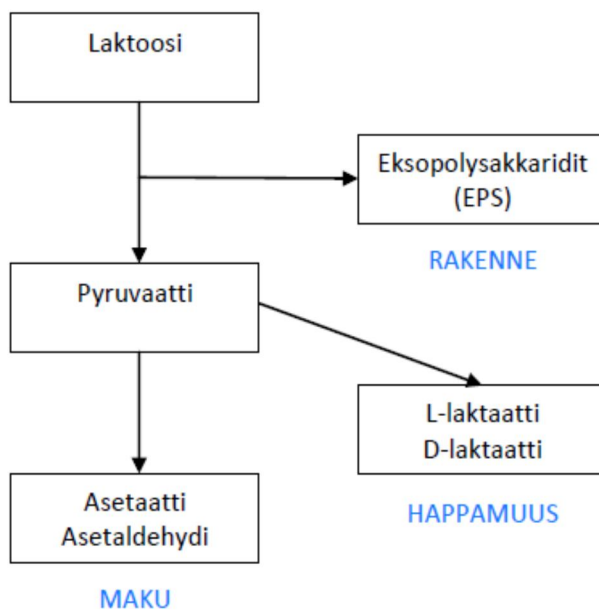 Laktoosi
Eksopolysakkaridit
(EPS)
RAKENNE
Pyruvaatti
L-laktaatti
D-laktaatti
HAPPAMUUS
Asetaatti
Asetaldehydi
MAKU